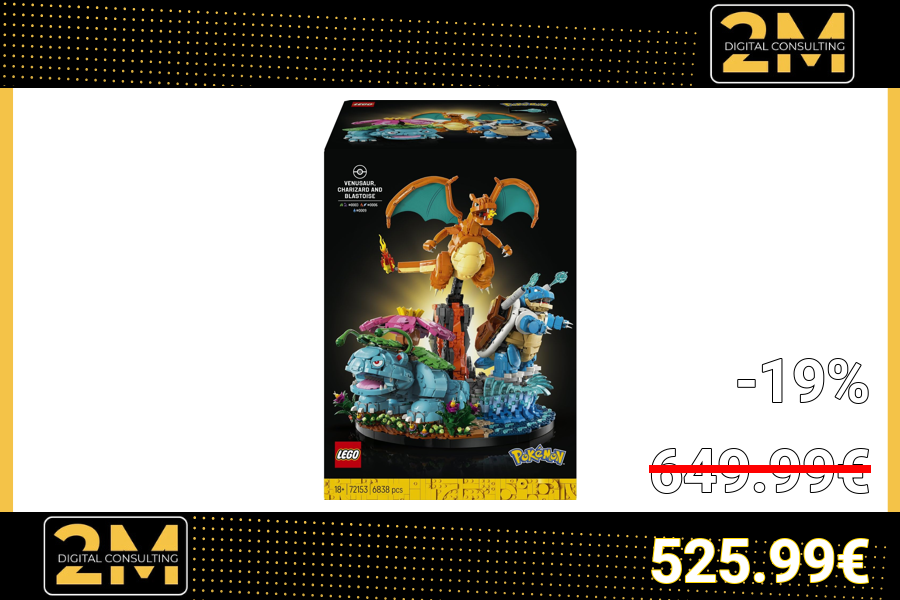 2M
DIGITAL CONSULTING
LEGO
VENUSAUR,
CHARIZARD AND
BLASTOISE
LEGO
POKéMON
18+ 72153 6838 pcs
-19%
649.99€
2M
DIGITAL CONSULTING
525.99€